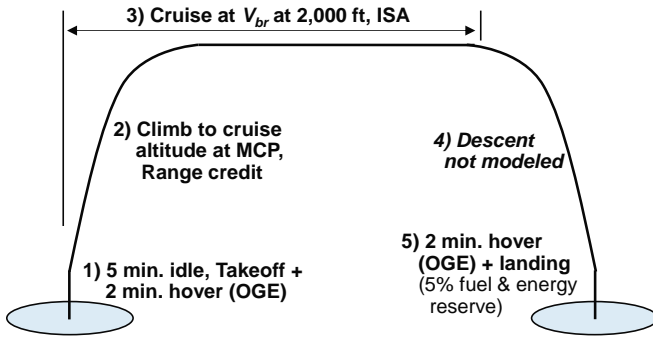 3) Cruise at Vbr at 2,000 ft, ISA
2) Climb to cruise
altitude at MCP,
Range credit
4) Descent
not modeled
1) 5 min. idle, Takeoff +
2 min. hover (OGE)
5) 2 min. hover
(OGE) + landing
(5% fuel & energy
reserve)